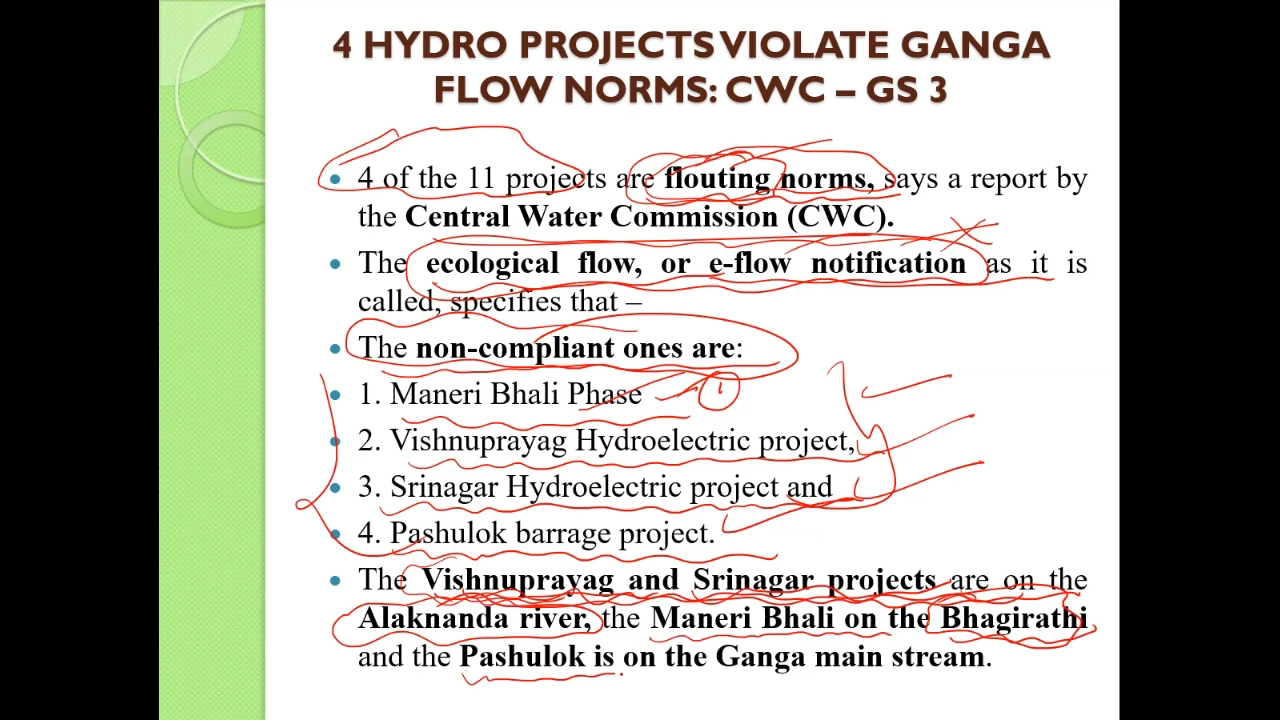 4 HYDRO PROJECTS VIOLATE GANGA
FLOW NORMS: CWC – GS 3
• 4 of the 11 projects are flouting norms, says a report by
the Central Water Commission (CWC).
• The ecological flow, or e-flow notification as it is
called, specifies that –
• The non-compliant ones are:
• 1. Maneri Bhali Phase
1
• 2. Vishnuprayag Hydroelectric project,
• 3. Srinagar Hydroelectric project and
• 4. Pashulok barrage project.
• The Vishnuprayag and Srinagar projects are on the
Alaknanda river, the Maneri Bhali on the Bhagirathi
and the Pashulok is on the Ganga main stream.